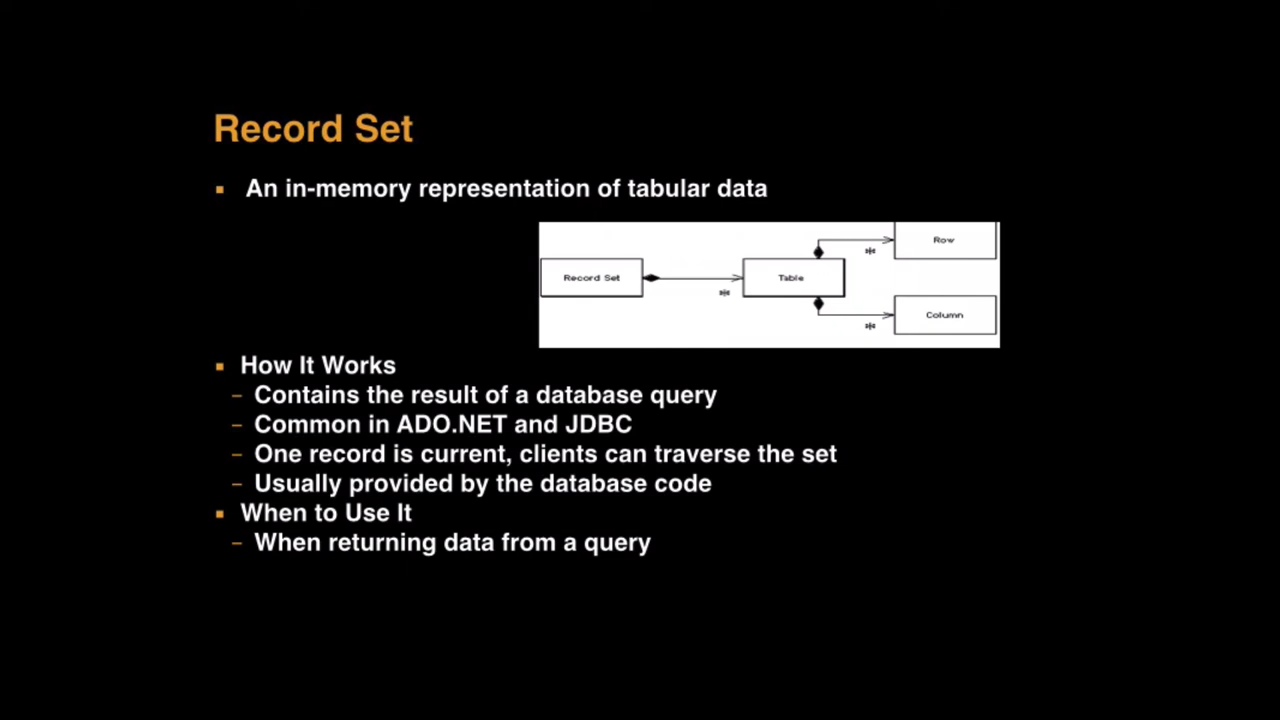 Record Set
▪ An in-memory representation of tabular data
Row
*
Record Set
Table
*
Column
*
▪ How It Works
– Contains the result of a database query
– Common in ADO.NET and JDBC
– One record is current, clients can traverse the set
– Usually provided by the database code
▪ When to Use It
– When returning data from a query